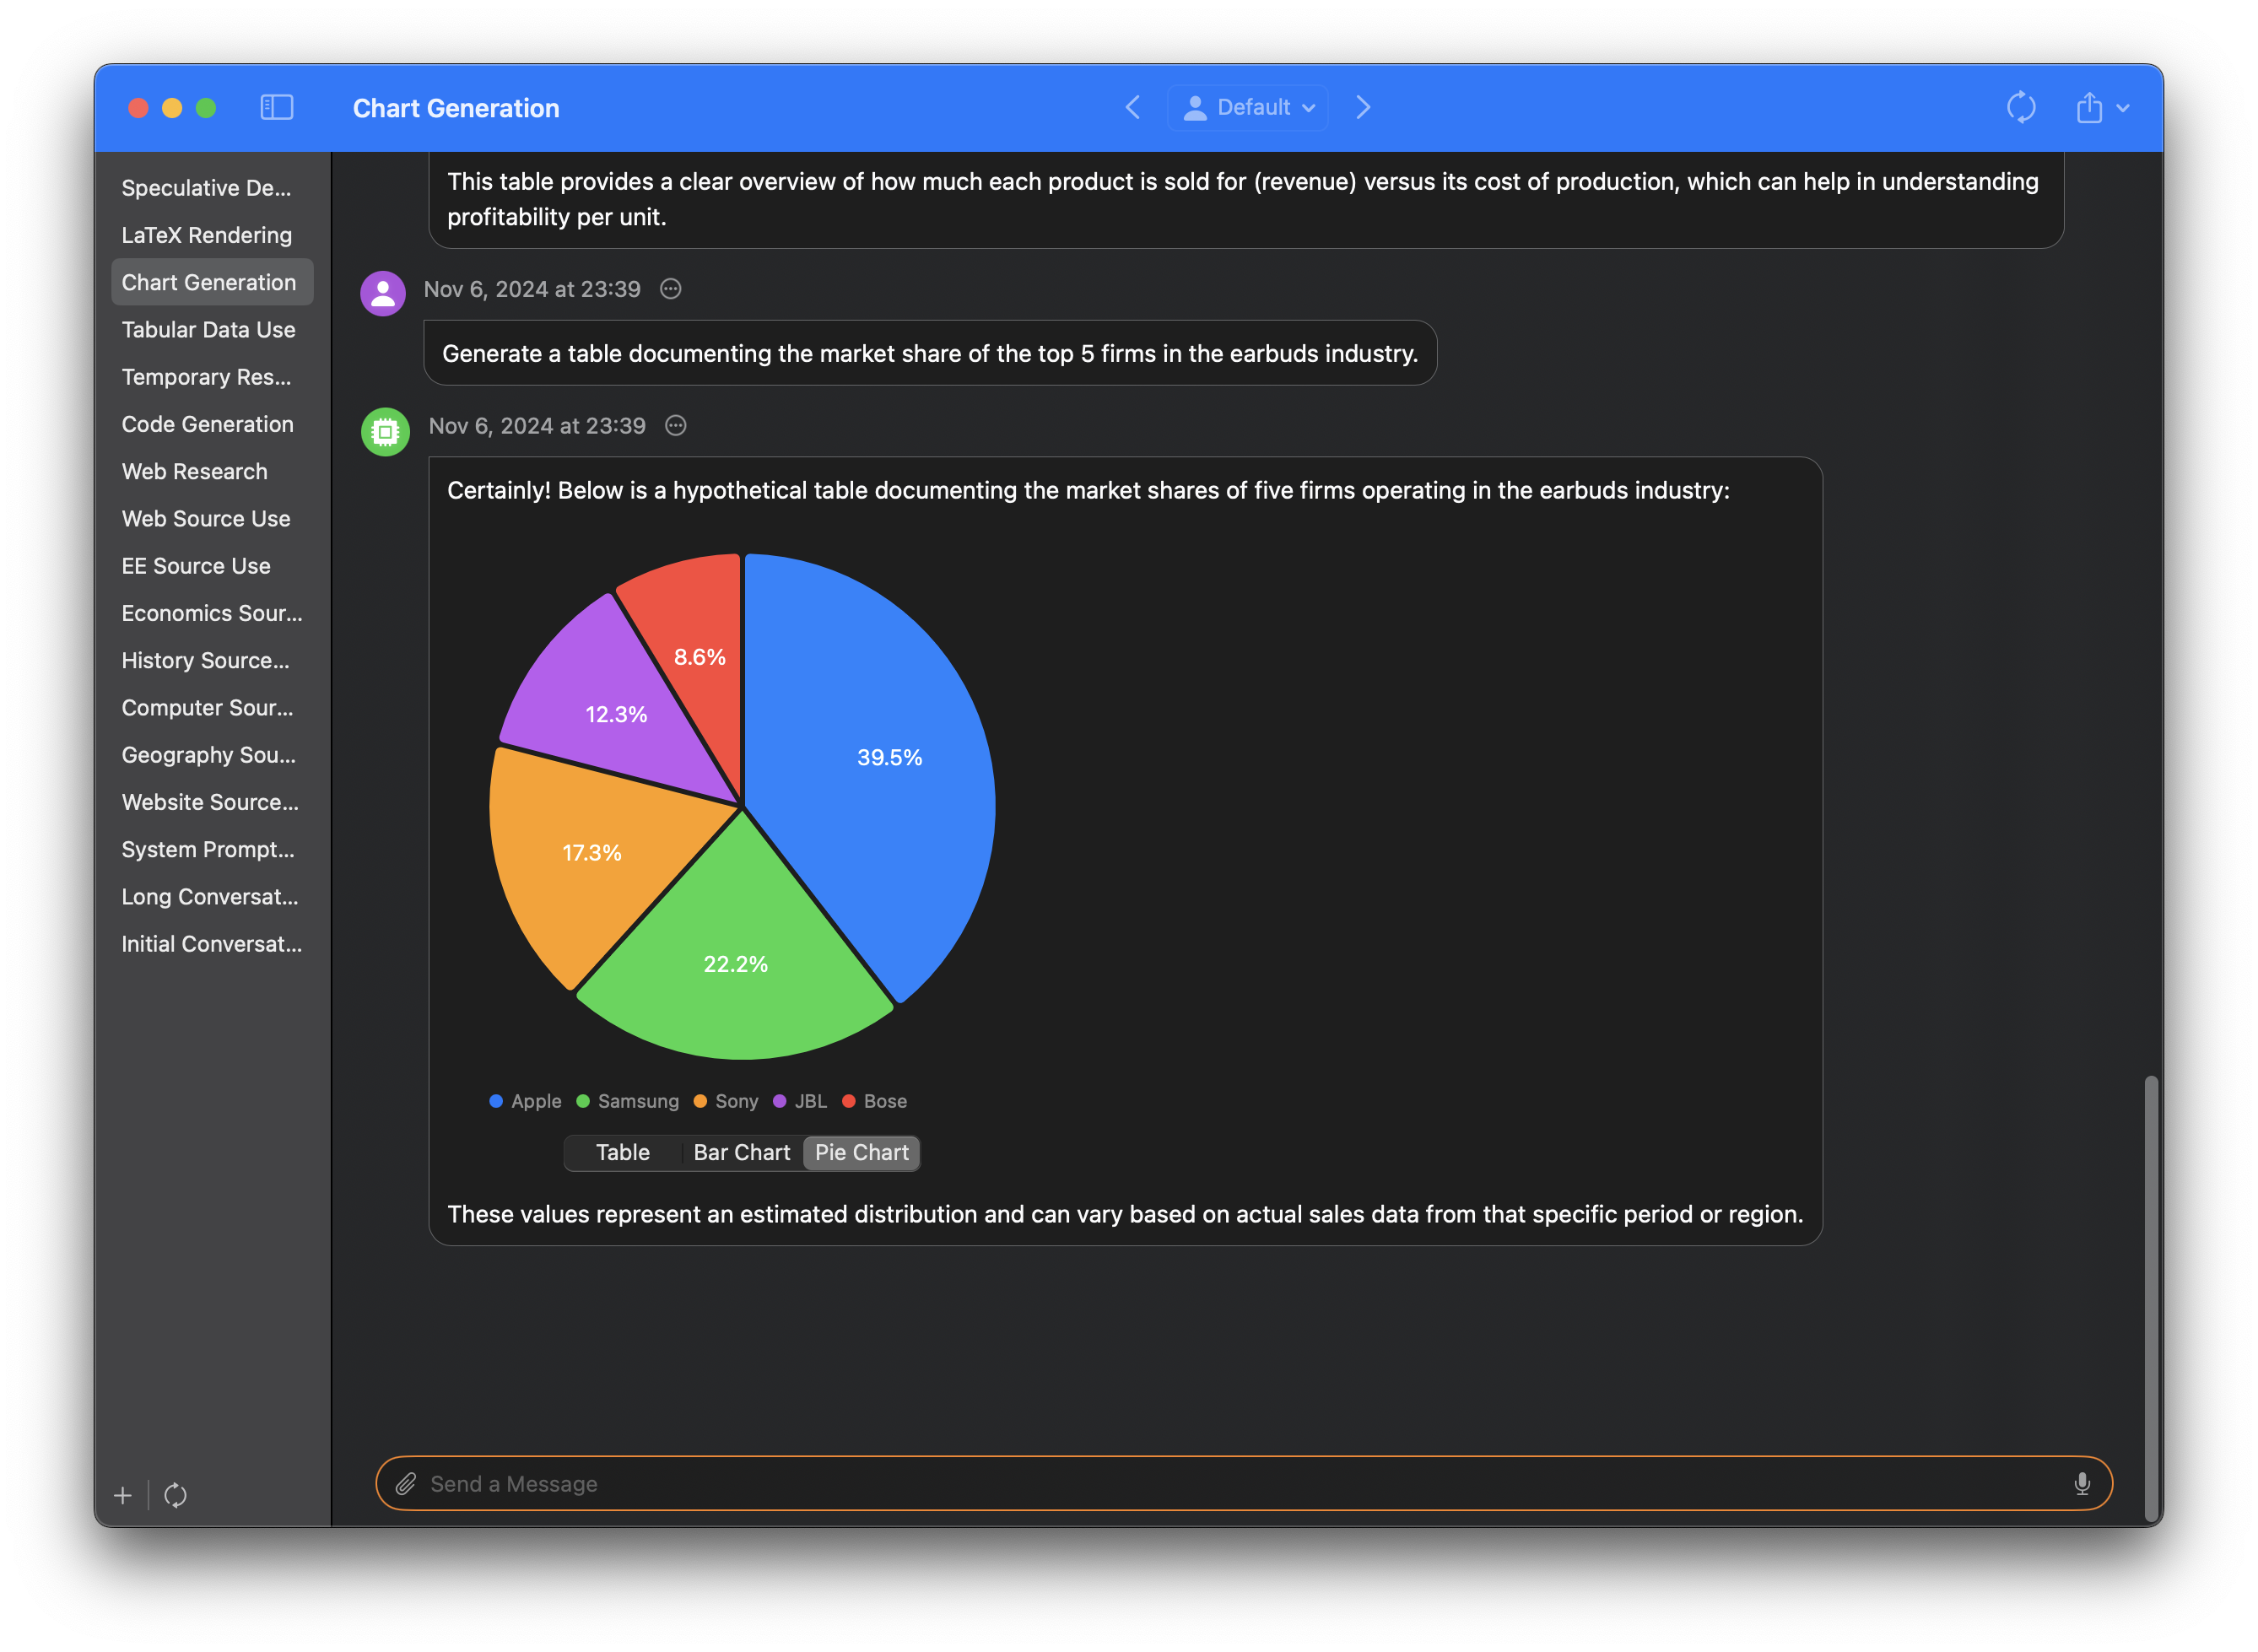 Chart Generation
Default
Speculative De...
LaTeX Rendering
Chart Generation
Tabular Data Use
Temporary Res...
Code Generation
Web Research
Web Source Use
EE Source Use
Economics Sour...
History Source...
Computer Sour...
Geography Sou...
Website Source...
System Prompt...
Long Conversat...
Initial Conversat...
This table provides a clear overview of how much each product is sold for (revenue) versus its cost of production, which can help in understanding
profitability per unit.
Nov 6, 2024 at 23:39
Generate a table documenting the market share of the top 5 firms in the earbuds industry.
Nov 6, 2024 at 23:39
Certainly! Below is a hypothetical table documenting the market shares of five firms operating in the earbuds industry:
8.6%
12.3%
39.5%
17.3%
22.2%
Apple Samsung Sony JBL Bose
Table Bar Chart Pie Chart
These values represent an estimated distribution and can vary based on actual sales data from that specific period or region.
Send a Message